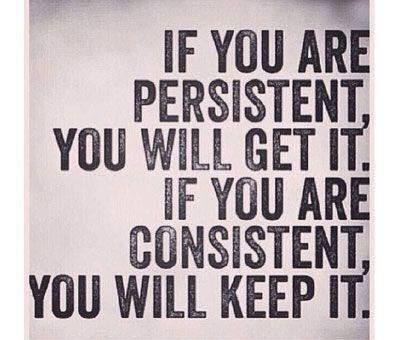 IF YOU ARE
PERSISTENT,
YOU WILL GET IT.
IF YOU ARE
CONSISTENT,
YOU WILL KEEP IT.